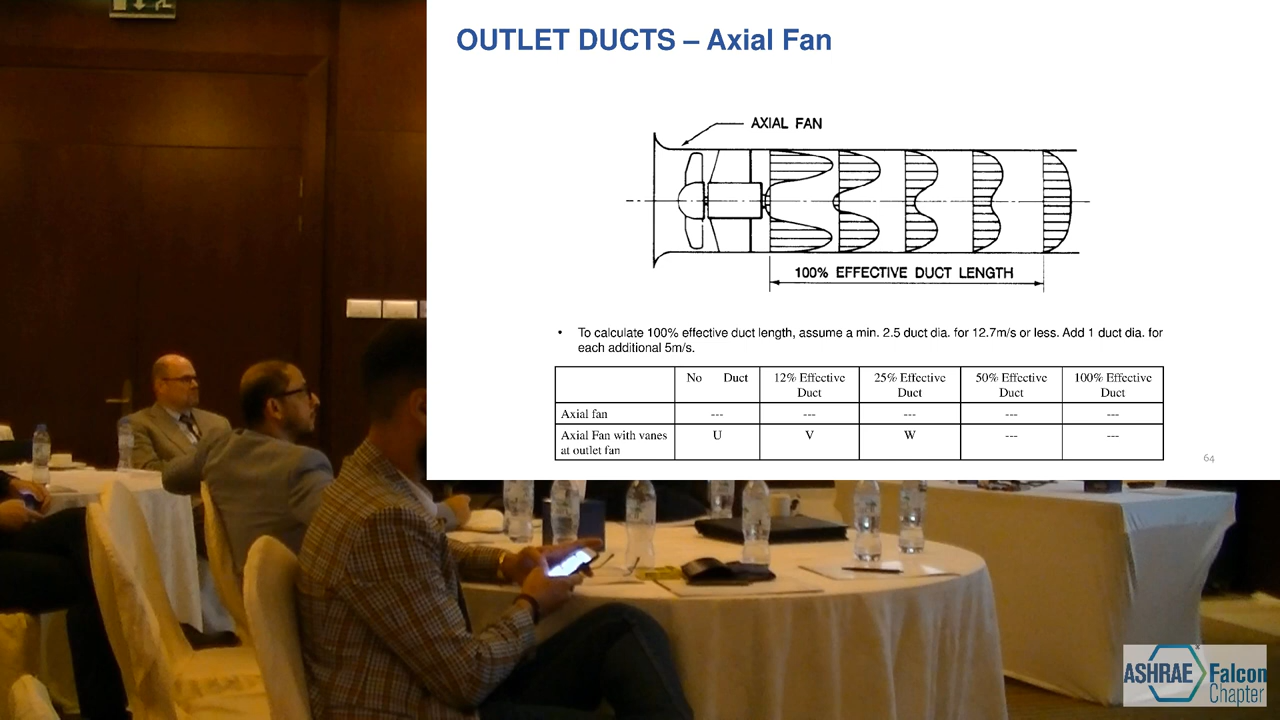 OUTLET DUCTS – Axial Fan
AXIAL FAN
100% EFFECTIVE DUCT LENGTH
• To calculate 100% effective duct length, assume a min. 2.5 duct dia. for 12.7m/s or less. Add 1 duct dia. for
each additional 5m/s.
No Duct 12% Effective Duct 25% Effective Duct 50% Effective Duct 100% Effective Duct
Axial fan --- --- --- --- ---
Axial Fan with vanes at outlet fan U V W --- ---
64
ASHRAE Falcon
Chapter